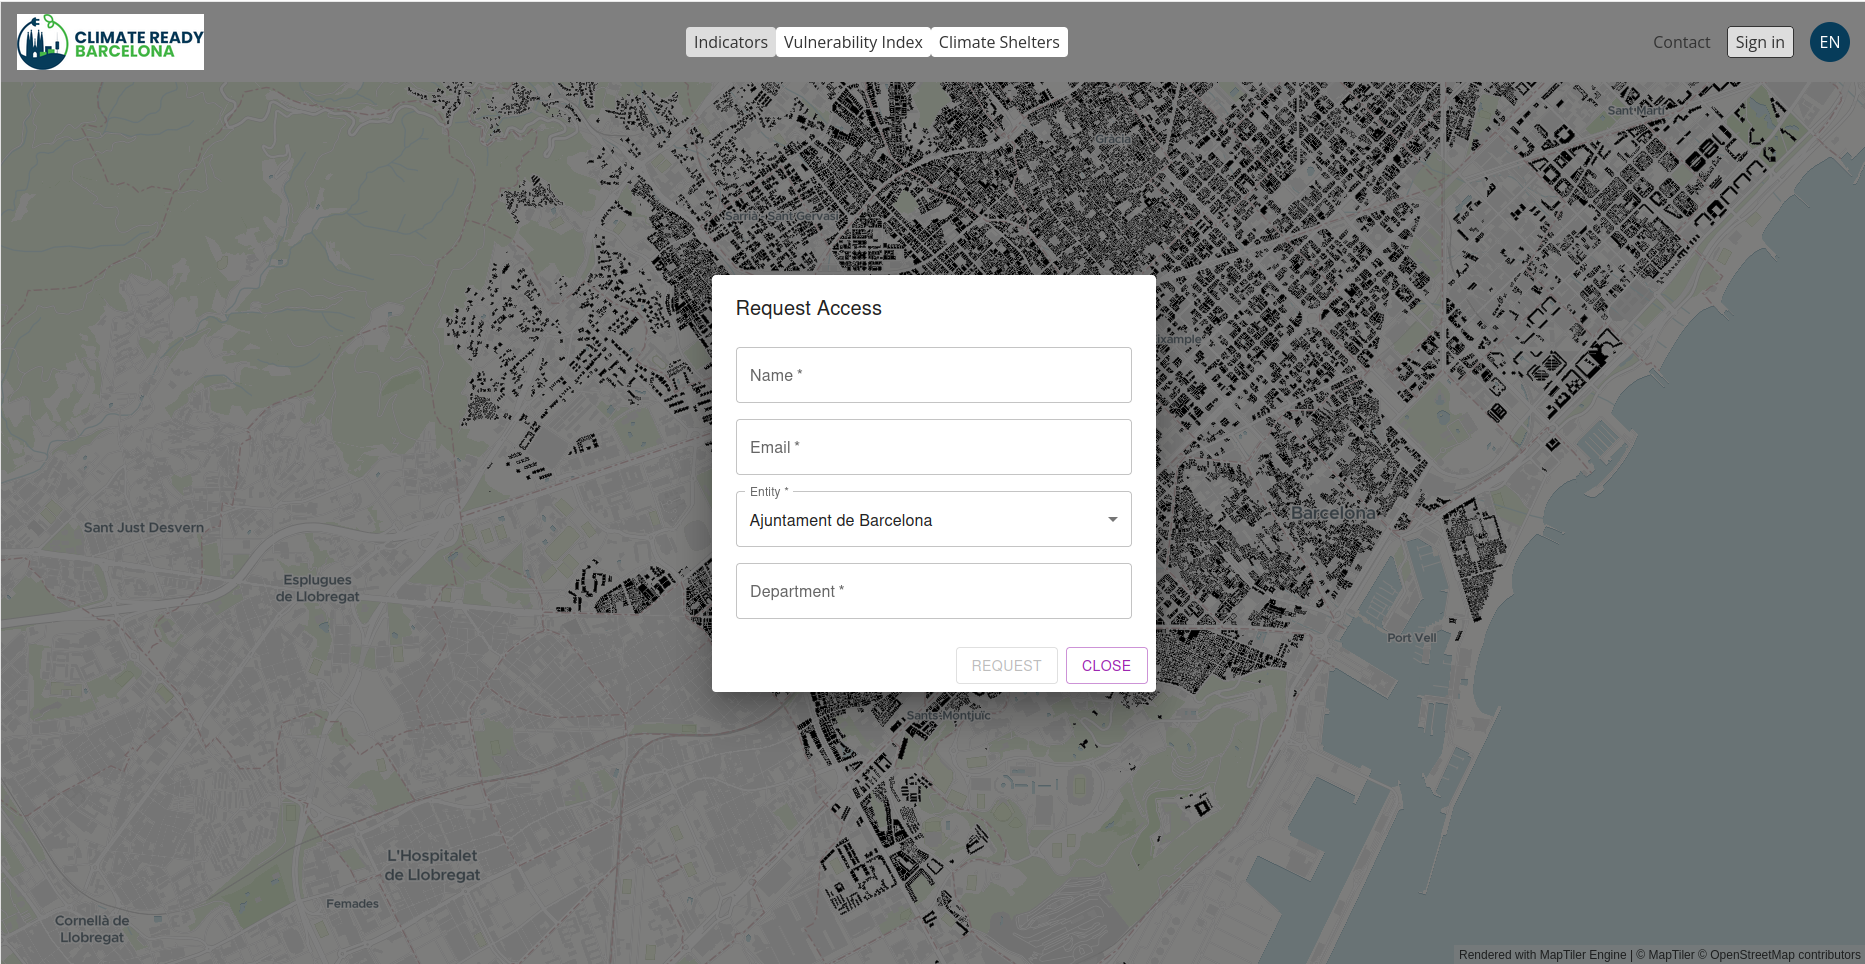 CLIMATE READY
BARCELONA
Indicators
Vulnerability Index
Climate Shelters
Contact
Sign in
EN
Sant Martí
Gràcia
Sarrià - Sant Gervasi
Request Access
Name *
ixample
Email *
Entity *
Ajuntament de Barcelona
Barcelona
Sant Just Desvern
Esplugues
de Llobregat
Department *
Port Vell
REQUEST
CLOSE
Sants-Montjuïc
L'Hospitalet
de Llobregat
Femades
Cornellà de
Llobregat
Rendered with MapTiler Engine | © MapTiler © OpenStreetMap contributors